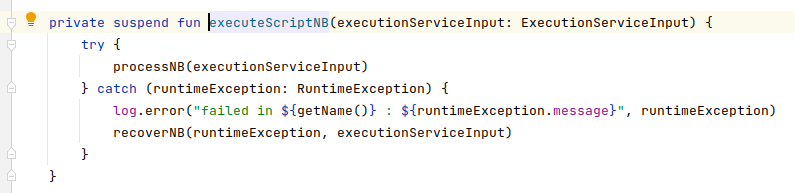 private suspend fun executeScriptNB(executionServiceInput: ExecutionServiceInput) {
    try {
        processNB(executionServiceInput)
    } catch (runtimeException: RuntimeException) {
        log.error("failed in ${getName()} : ${runtimeException.message}", runtimeException)
        recoverNB(runtimeException, executionServiceInput)
    }
}